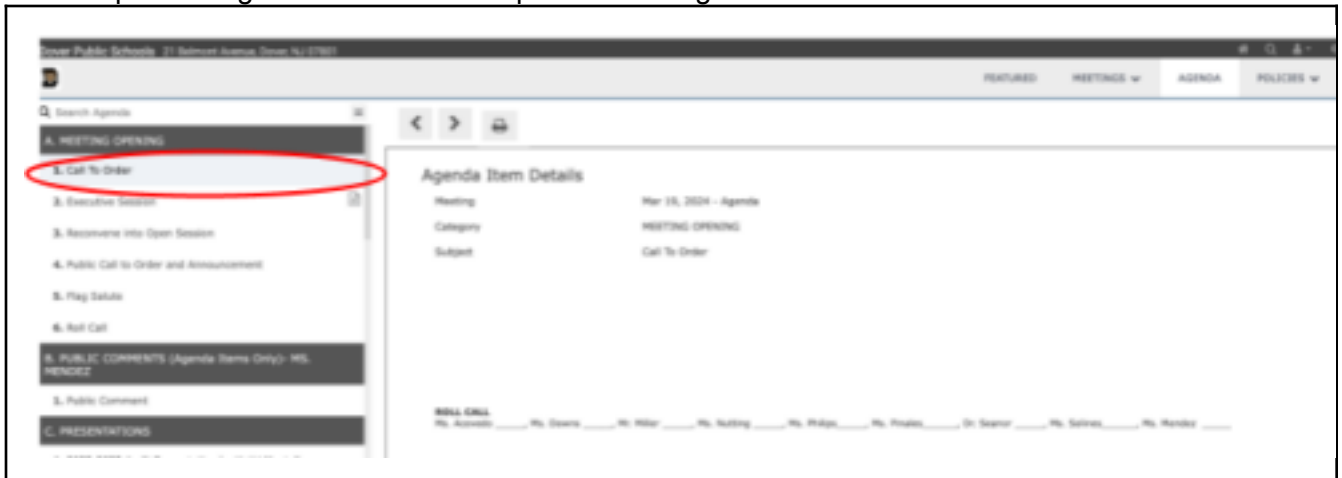 Dover Public Schools 21 Belmont Avenue, Dover, NJ 07801
FEATURED MEETINGS AGENDA POLICIES
Search Agenda
A. MEETING OPENING
1. Call To Order
2. Executive Session
3. Reconvene into Open Session
4. Public Call to Order and Announcement
5. Flag Salute
6. Roll Call
B. PUBLIC COMMENTS (Agenda Items Only)- MS. MENDEZ
1. Public Comment
C. PRESENTATIONS
Agenda Item Details
Meeting Mar 19, 2024 - Agenda
Category MEETING OPENING
Subject Call To Order
ROLL CALL
Ms. Acevedo _____, Ms. Downs _____, Mr. Miller _____, Ms. Nutting _____, Ms. Philips_____, Ms. Pinales_____, Dr. Seanor _____, Ms. Salinas_____, Ms. Mendez _____